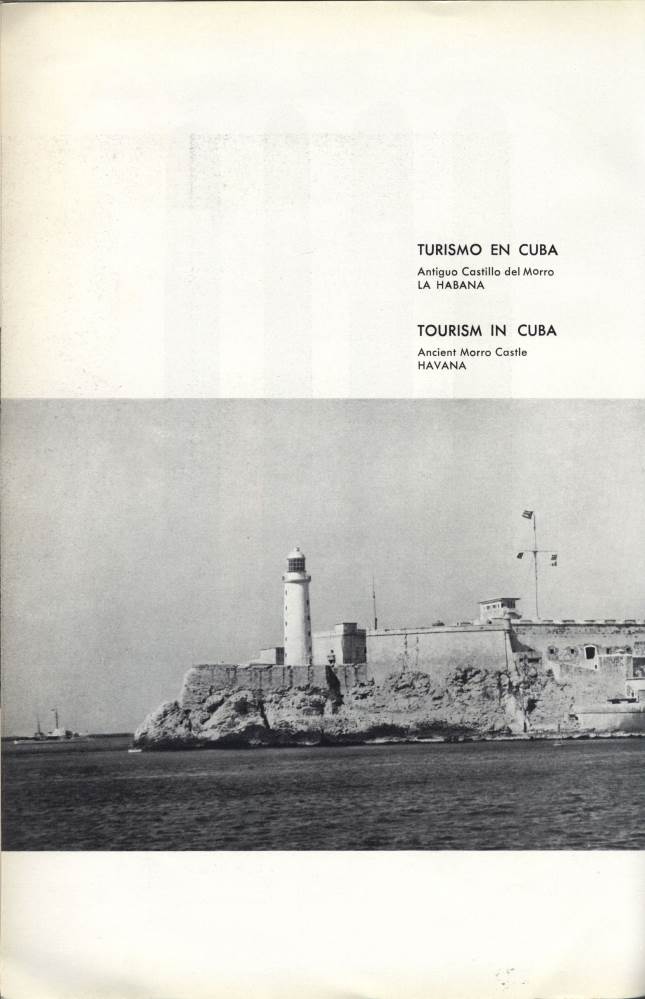 TURISMO EN CUBA
Antiguo Castillo del Morro
LA HABANA
TOURISM IN CUBA
Ancient Morro Castle
HAVANA